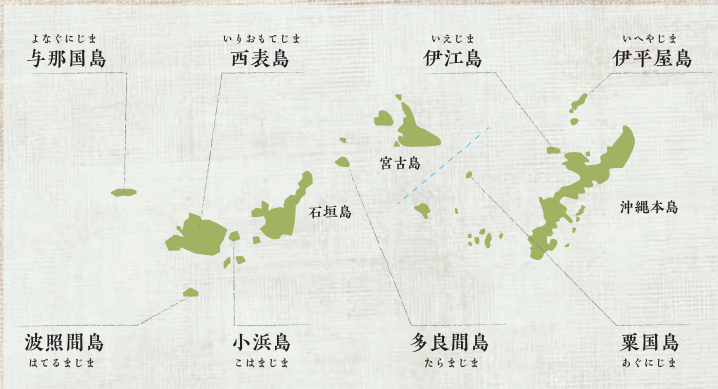 よなぐにじま
与那国島
いりおもてじま
西表島
いえじま
伊江島
いへやじま
伊平屋島
宮古島
石垣島
沖縄本島
波照間島
はてるまじま
小浜島
こはまじま
多良間島
たらまじま
粟国島
あぐにじま